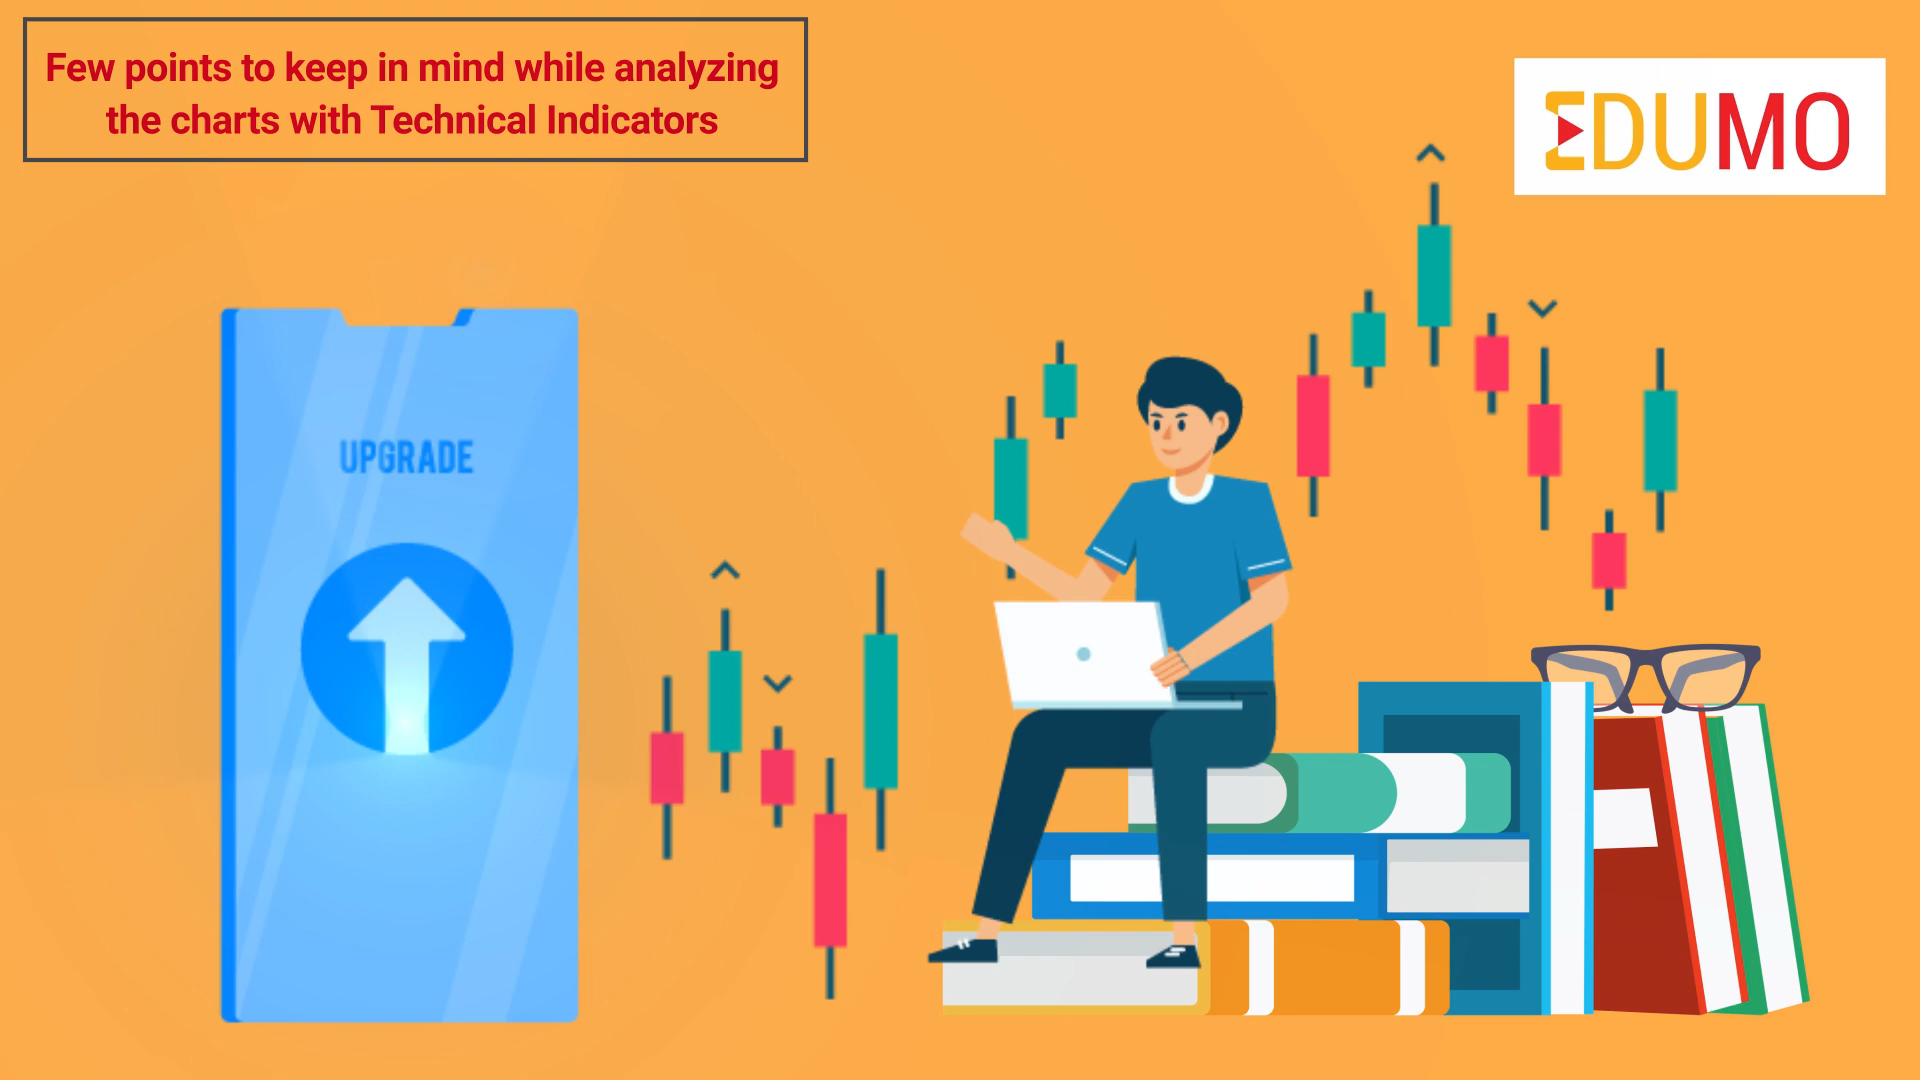 Few points to keep in mind while analyzing
the charts with Technical Indicators
EDUMO
UPGRADE